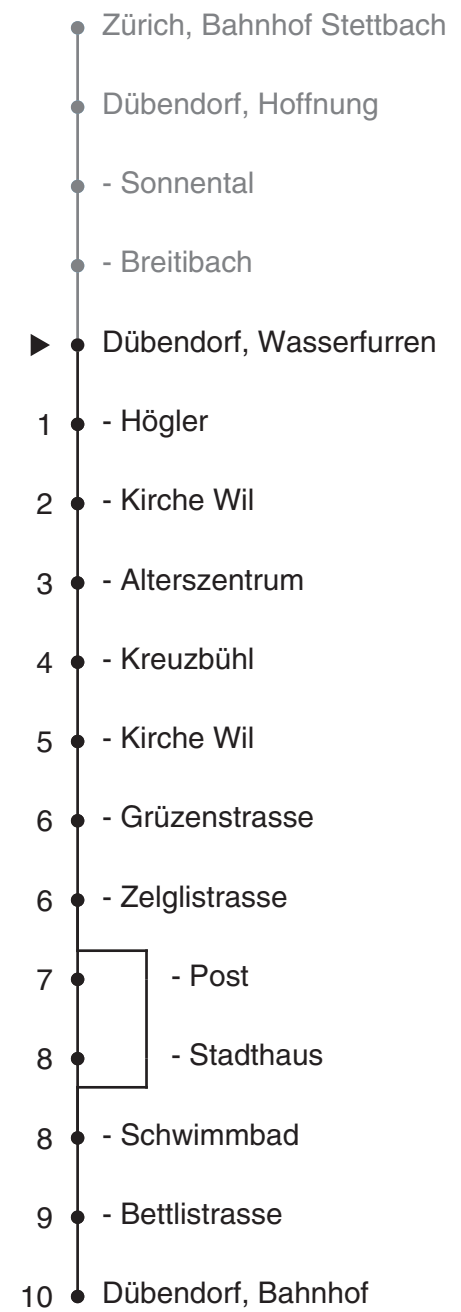 Zürich, Bahnhof Stettbach
Dübendorf, Hoffnung
- Sonnental
- Breitibach
Dübendorf, Wasserfurren
1 - Högler
2 - Kirche Wil
3 - Alterszentrum
4 - Kreuzbühl
5 - Kirche Wil
6 - Grüzenstrasse
6 - Zelglistrasse
7 - Post
8 - Stadthaus
8 - Schwimmbad
9 - Bettlistrasse
10 Dübendorf, Bahnhof